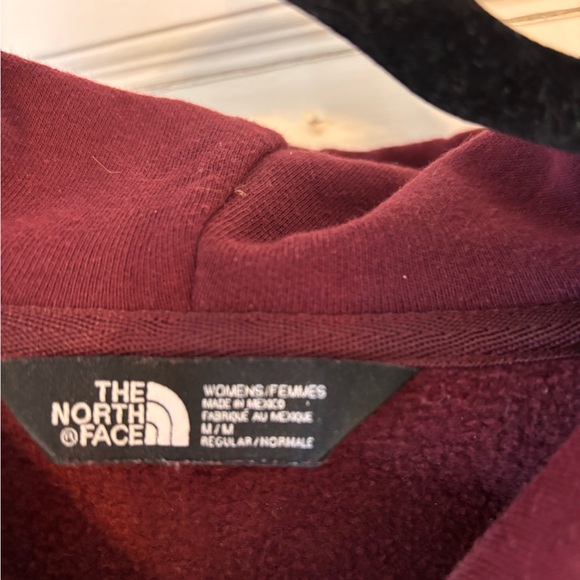 THE
NORTH
FACE
WOMENS/FEMMES
MADE IN MEXICO
FABRIQUÉ AU MEXIQUE
M/M
REGULAR/NORMALE